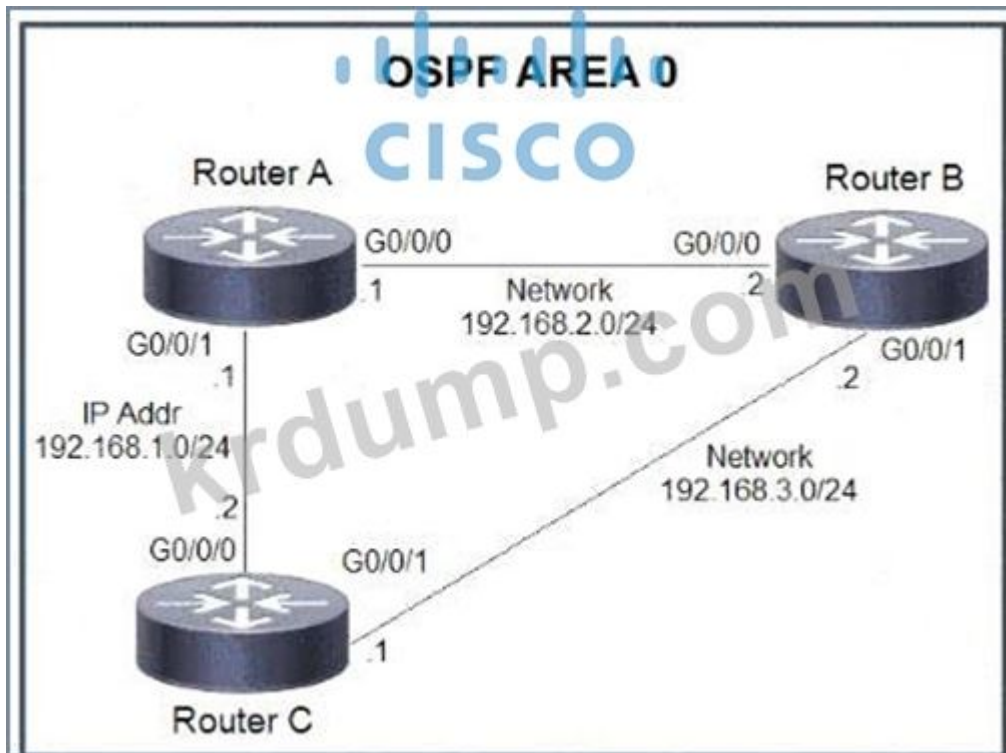 OSPF AREA 0
CISCO
Router A
Router B
G0/0/0
G0/0/0
.1
.2
Network
192.168.2.0/24
G0/0/1
G0/0/1
.1
.2
IP Addr
192.168.1.0/24
krdump.com
Network
192.168.3.0/24
.2
G0/0/0
G0/0/1
.1
Router C